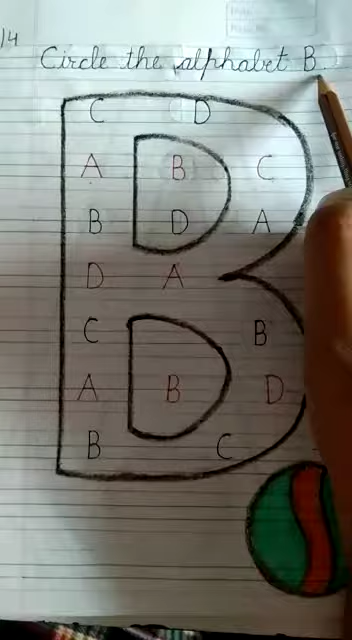 14
Circle the alphabet B.
C D
A B C
B D A
D A
C B
A B D
B C